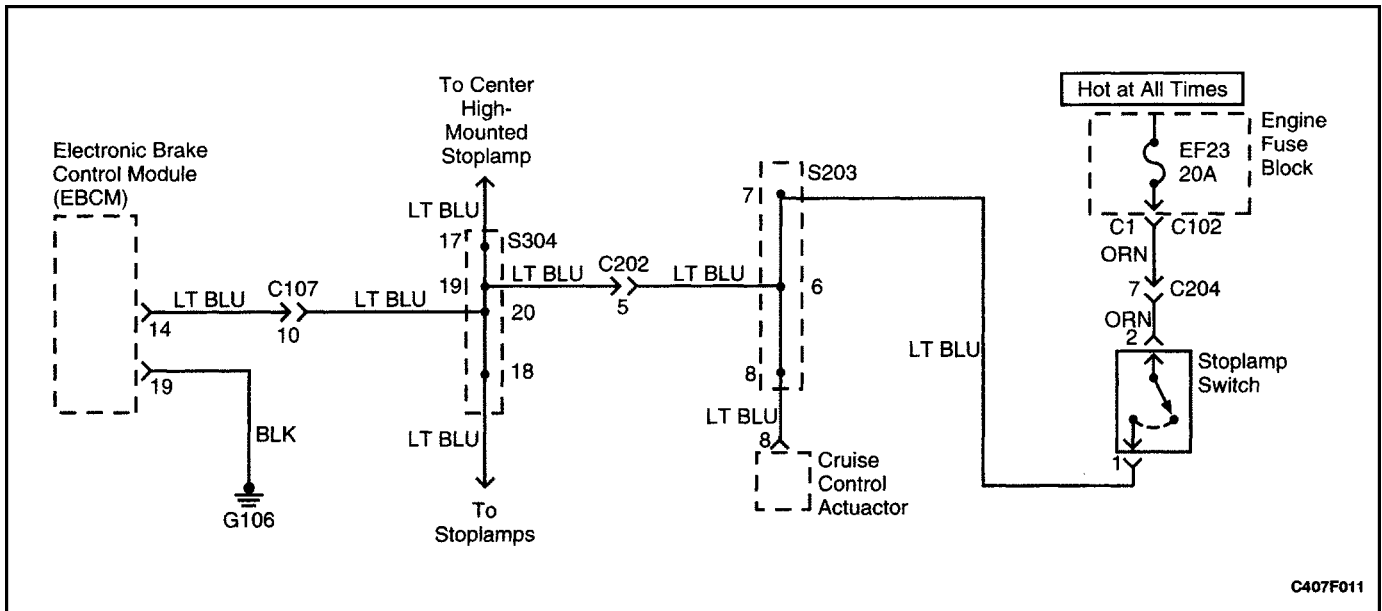 To Center
High-
Mounted
Stoplamp
Hot at All Times
Engine
Fuse
Block
EF23
20A
Electronic Brake
Control Module
(EBCM)
S203
7
LT BLU
17
S304
C1
C102
ORN
LT BLU
C202
LT BLU
19
6
5
7
C204
LT BLU
C107
LT BLU
20
14
10
ORN
2
LT BLU
Stoplamp
Switch
18
8
19
LT BLU
LT BLU
8
BLK
1
Cruise
Control
Actuactor
G106
To
Stoplamps
C407F011